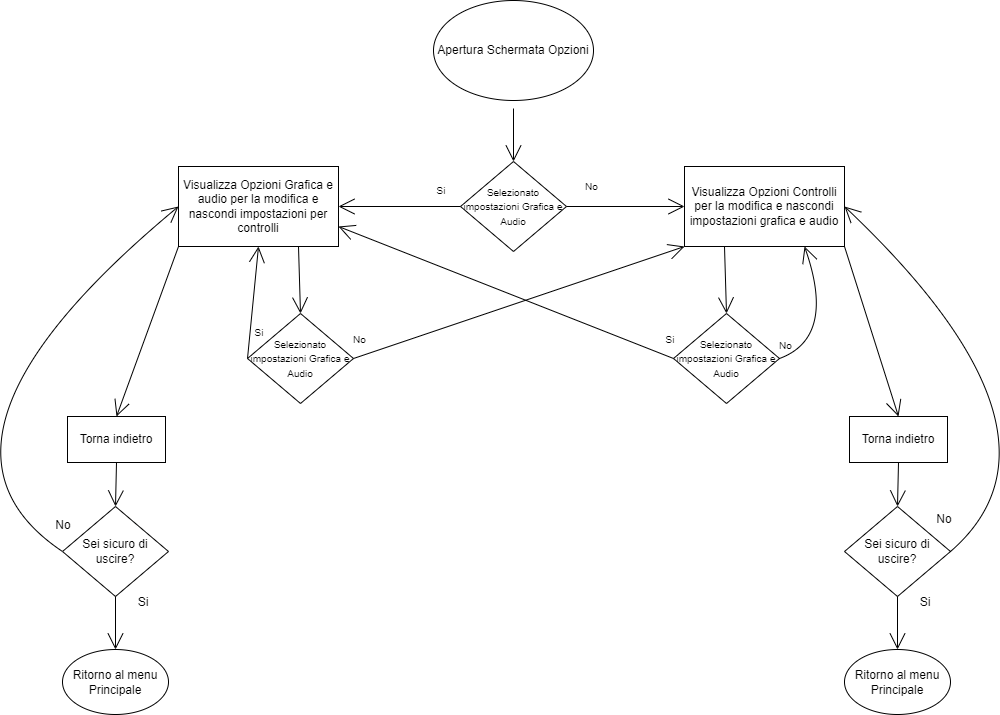 Apertura Schermata Opzioni
Si
Selezionato
impostazioni Grafica e
Audio
No
Visualizza Opzioni Grafica e
audio per la modifica e
nascondi impostazioni per
controlli
Visualizza Opzioni Controlli
per la modifica e nascondi
impostazioni grafica e audio
Si
Selezionato
impostazioni Grafica e
Audio
No
Si
Selezionato
impostazioni Grafica e
Audio
No
Torna indietro
Torna indietro
No
Sei sicuro di
uscire?
Si
No
Sei sicuro di
uscire?
Si
Ritorno al menu
Principale
Ritorno al menu
Principale